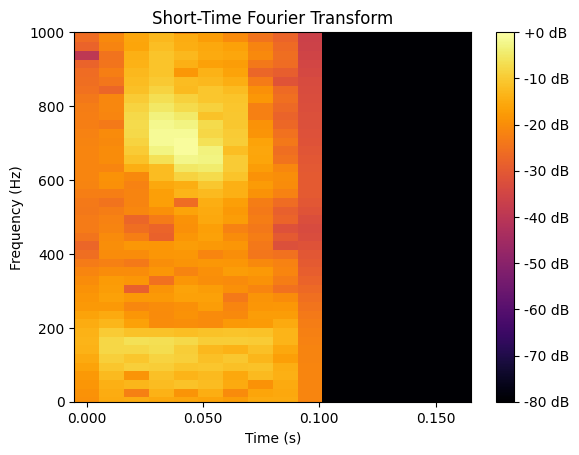 Short-Time Fourier Transform
1000
800
600
400
200
0
Frequency (Hz)
0.000 0.050 0.100 0.150
Time (s)
+0 dB
-10 dB
-20 dB
-30 dB
-40 dB
-50 dB
-60 dB
-70 dB
-80 dB